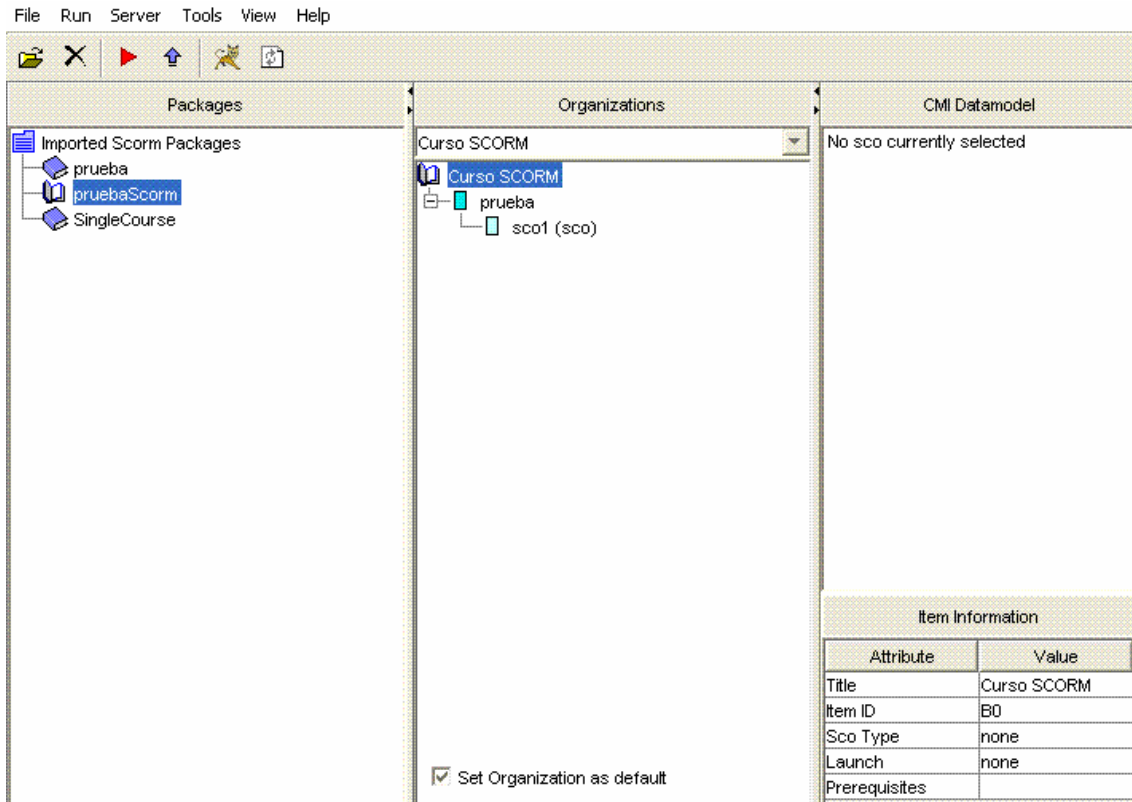 File Run Server Tools View Help
Packages Organizations CMI Datamodel
Imported Scorm Packages
prueba
pruebaScorm
SingleCourse
Curso SCORM
Curso SCORM
prueba
sco1 (sco)
Set Organization as default
No sco currently selected
Item Information
Attribute Value
Title Curso SCORM
Item ID B0
Sco Type none
Launch none
Prerequisites